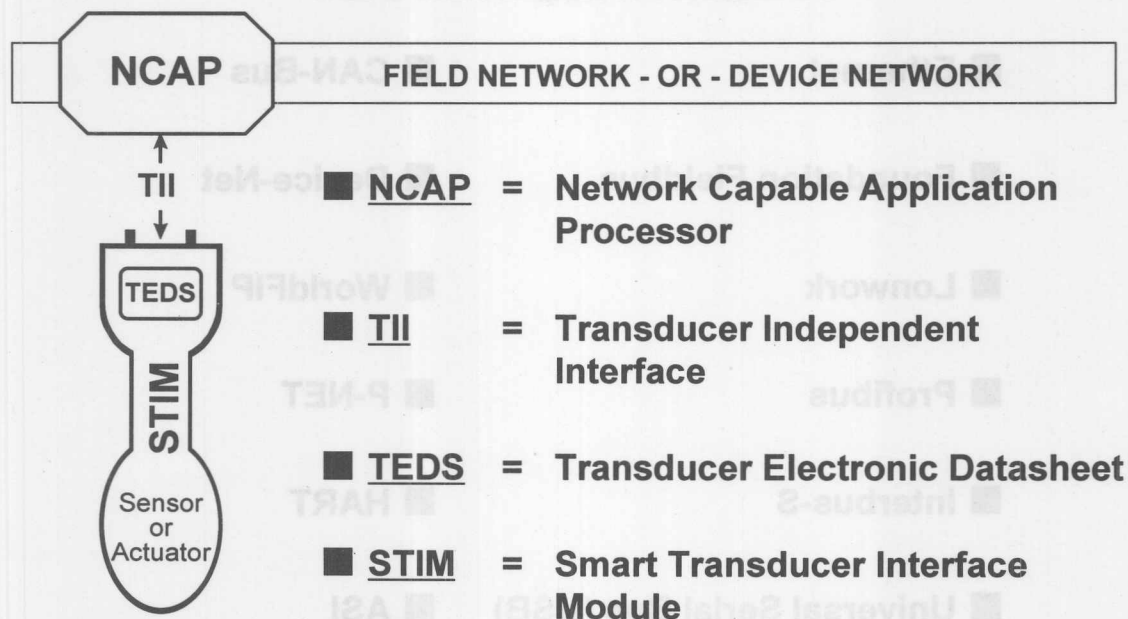 NCAP
FIELD NETWORK - OR - DEVICE NETWORK
TII
TEDS
STIM
Sensor
or
Actuator
■ NCAP = Network Capable Application
Processor
■ TII = Transducer Independent
Interface
■ TEDS = Transducer Electronic Datasheet
■ STIM = Smart Transducer Interface
Module